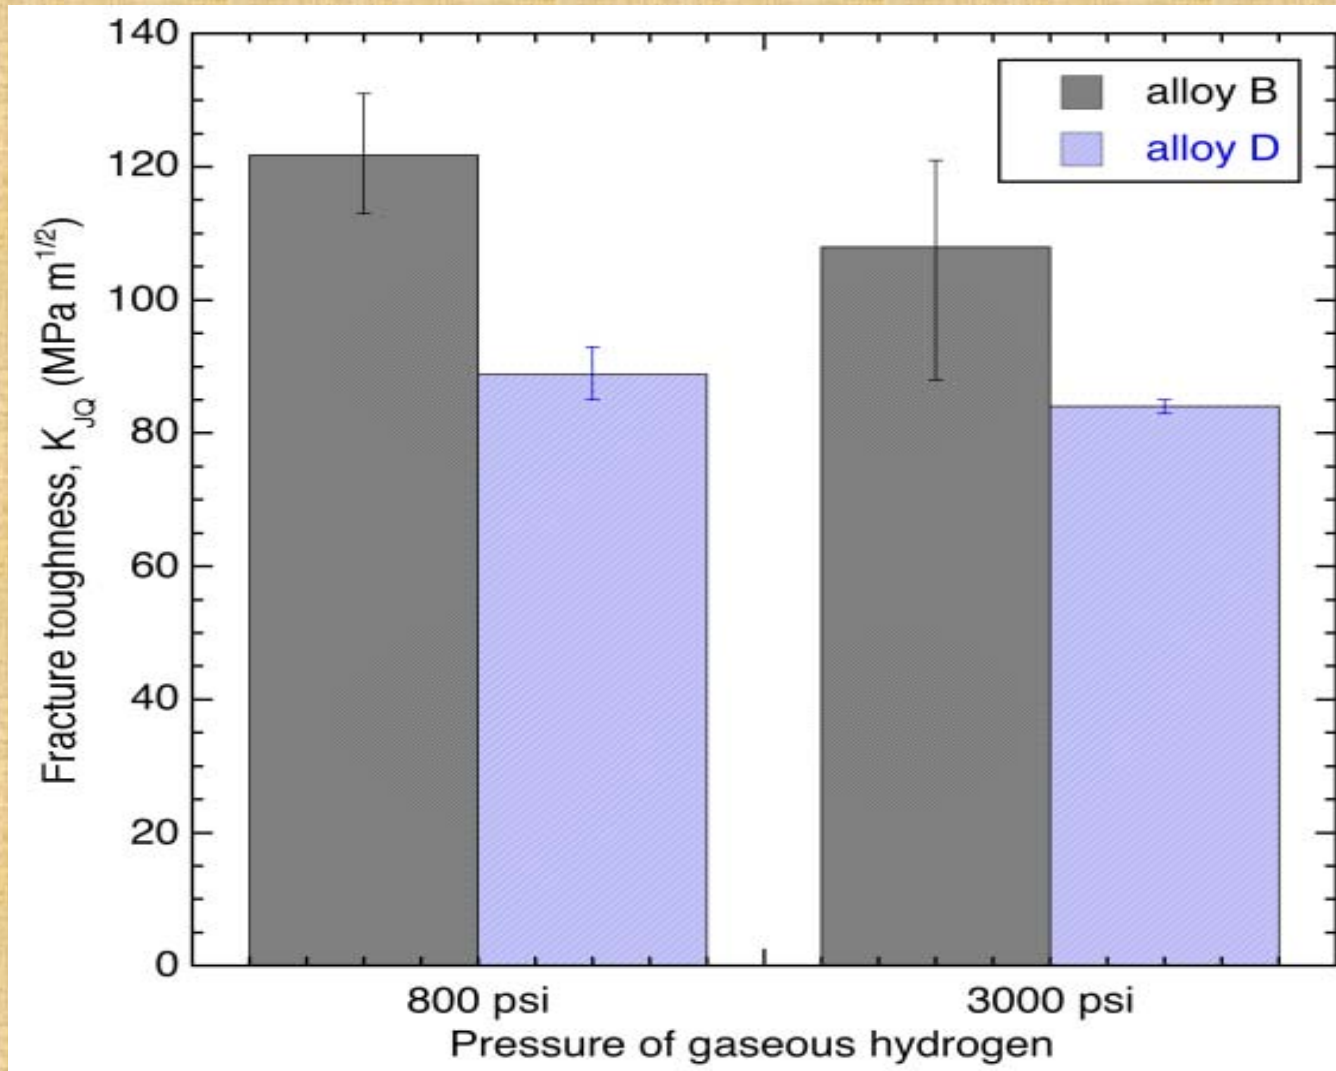 140
120
100
80
60
40
20
0
Fracture toughness, K_JQ (MPa m^1/2)
alloy B
alloy D
800 psi 3000 psi
Pressure of gaseous hydrogen